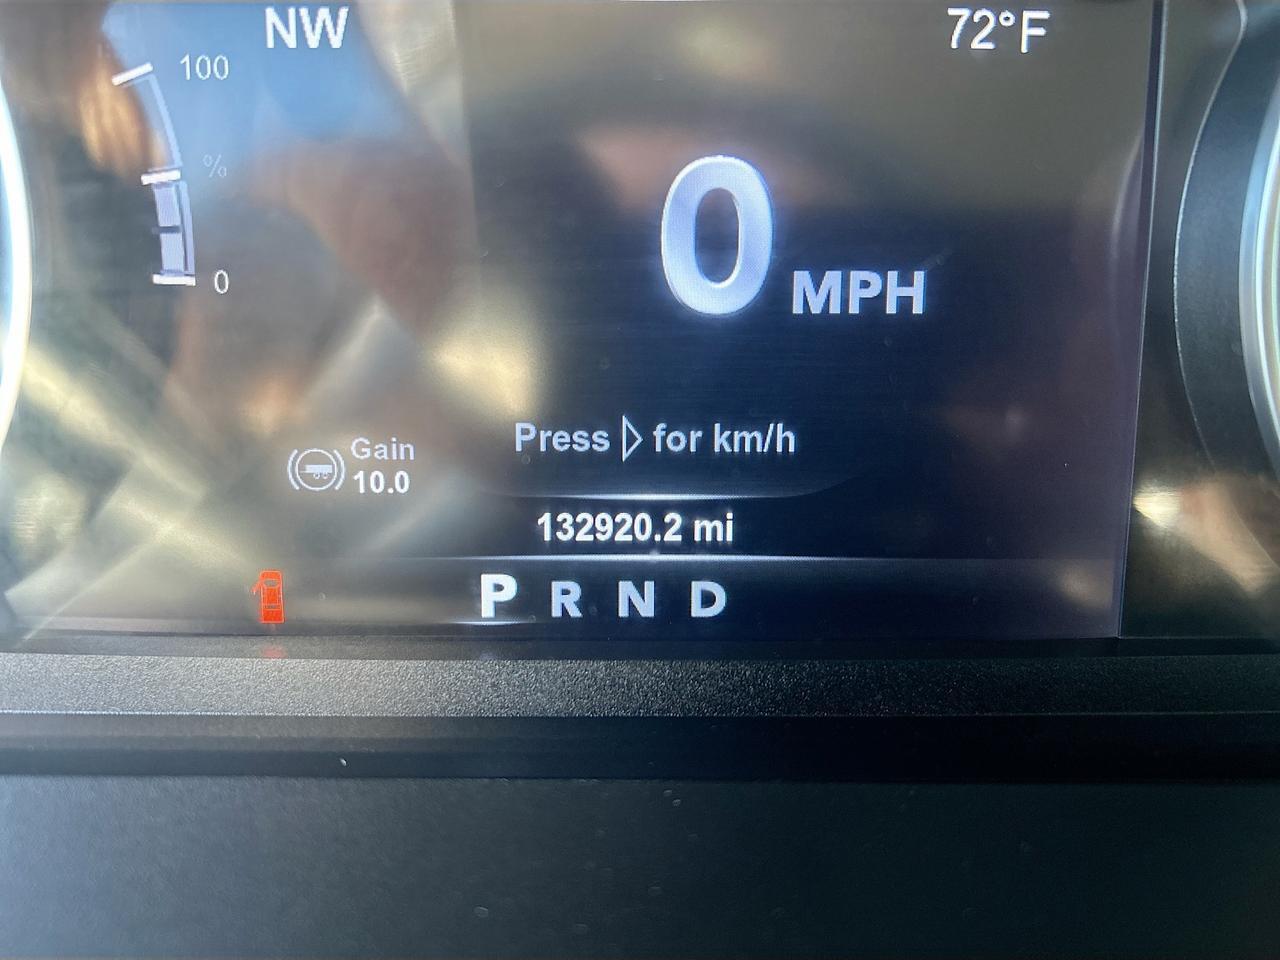 NW
72°F
100
%
0
0 MPH
Press ▷ for km/h
Gain
10.0
132920.2 mi
P R N D